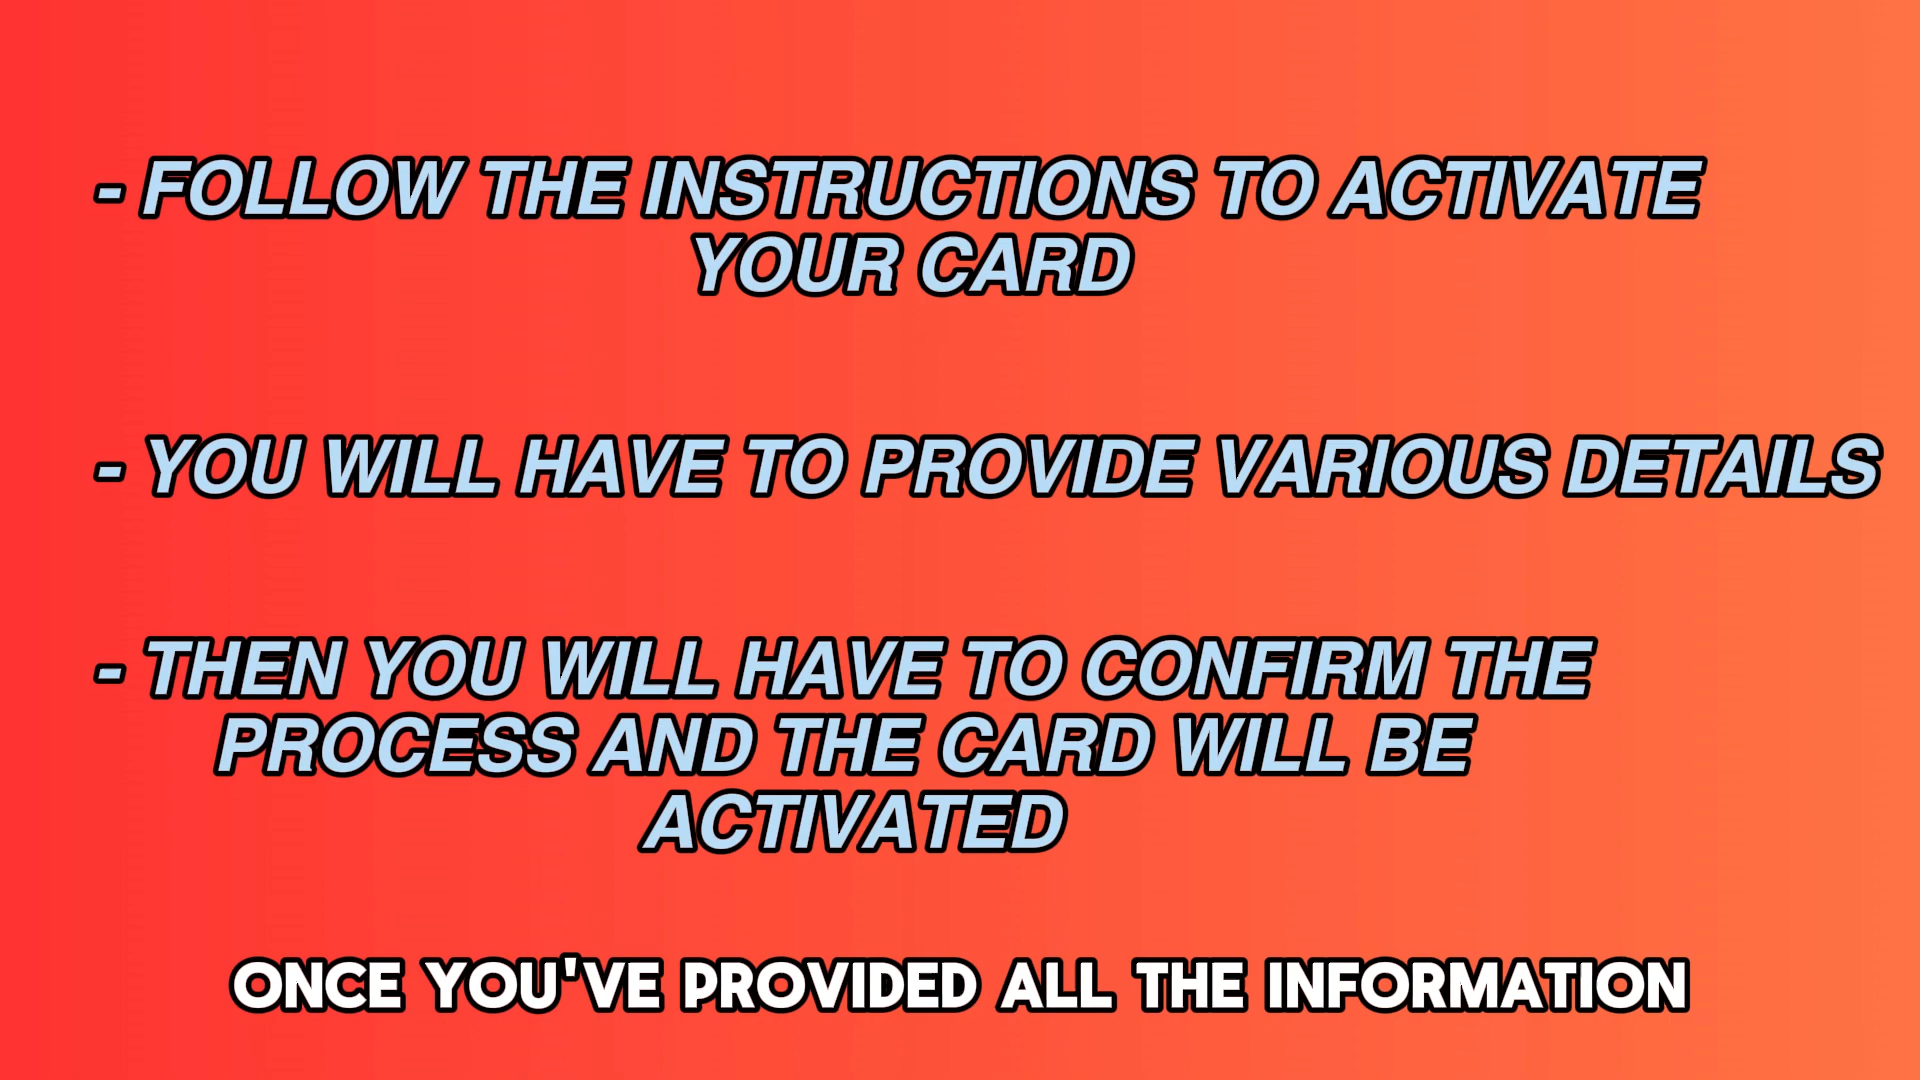 - FOLLOW THE INSTRUCTIONS TO ACTIVATE
YOUR CARD
- YOU WILL HAVE TO PROVIDE VARIOUS DETAILS
- THEN YOU WILL HAVE TO CONFIRM THE
PROCESS AND THE CARD WILL BE
ACTIVATED
ONCE YOU'VE PROVIDED ALL THE INFORMATION